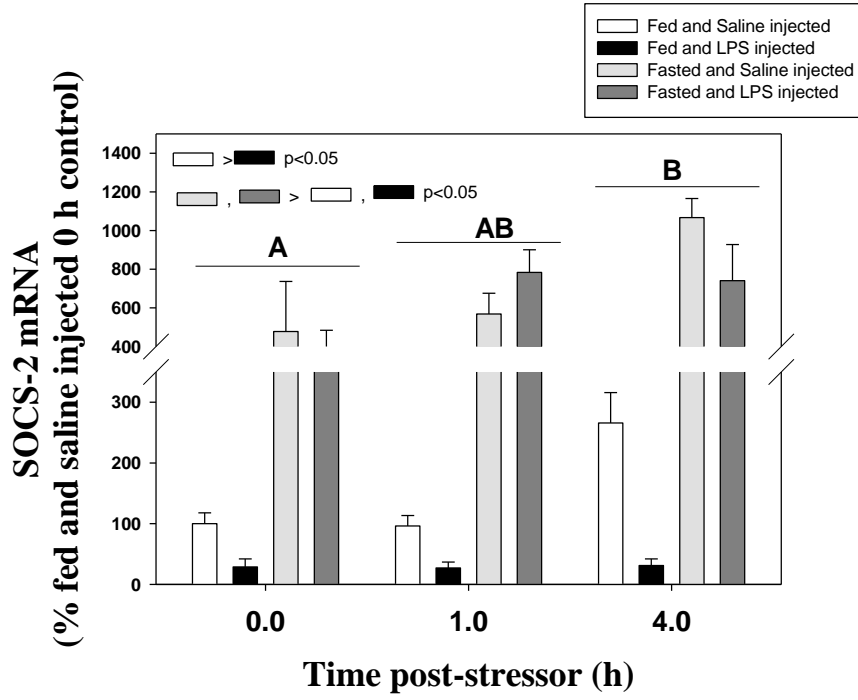 Fed and Saline injected
Fed and LPS injected
Fasted and Saline injected
Fasted and LPS injected
SOCS-2 mRNA
(% fed and saline injected 0 h control)
1400
1200
1000
800
600
400
300
200
100
0
> p<0.05
, > , p<0.05
A
AB
B
0.0
1.0
4.0
Time post-stressor (h)